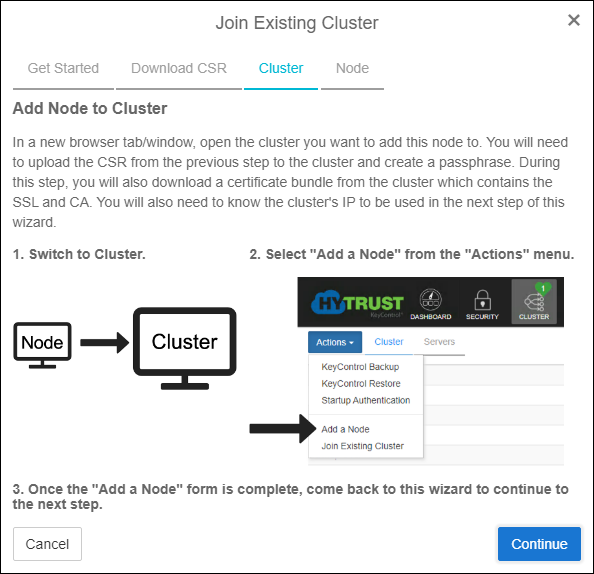 Join Existing Cluster
×
Get Started
Download CSR
Cluster
Node
Add Node to Cluster
In a new browser tab/window, open the cluster you want to add this node to. You will need
to upload the CSR from the previous step to the cluster and create a passphrase. During
this step, you will also download a certificate bundle from the cluster which contains the
SSL and CA. You will also need to know the cluster's IP to be used in the next step of this
wizard.
1. Switch to Cluster.
2. Select "Add a Node" from the "Actions" menu.
Node
Cluster
HYTRUST
KeyControl
DASHBOARD
SECURITY
1
CLUSTER
Actions
Cluster
Servers
KeyControl Backup
KeyControl Restore
Startup Authentication
Add a Node
Join Existing Cluster
3. Once the "Add a Node" form is complete, come back to this wizard to continue to
the next step.
Cancel
Continue